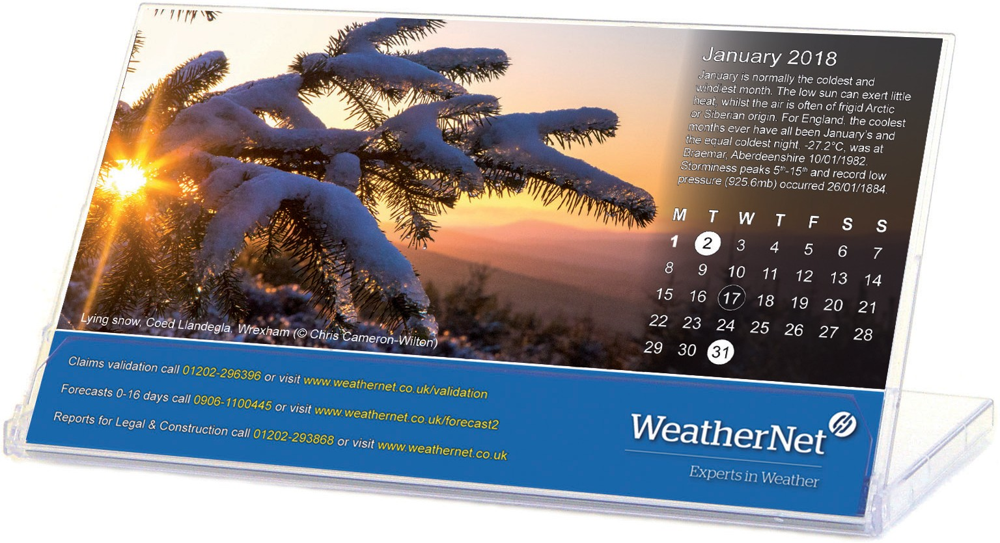 January 2018
January is normally the coldest and
windiest month. The low sun can exert little
heat, whilst the air is often of frigid Arctic
or Siberian origin. For England, the coolest
months ever have all been January's and
the equal coldest night, -27.2°C, was at
Braemar, Aberdeenshire 10/01/1982.
Storminess peaks 5th-15th and record low
pressure (925.6mb) occurred 26/01/1884.
M T W T F S S
1 2 3 4 5 6 7
8 9 10 11 12 13 14
15 16 17 18 19 20 21
22 23 24 25 26 27 28
29 30 31
Lying snow, Coed Llandegla, Wrexham (© Chris Cameron-Wilton)
Claims validation call 01202-296396 or visit www.weathernet.co.uk/validation
Forecasts 0-16 days call 0906-1100445 or visit www.weathernet.co.uk/forecast2
Reports for Legal & Construction call 01202-293868 or visit www.weathernet.co.uk
WeatherNet
Experts in Weather